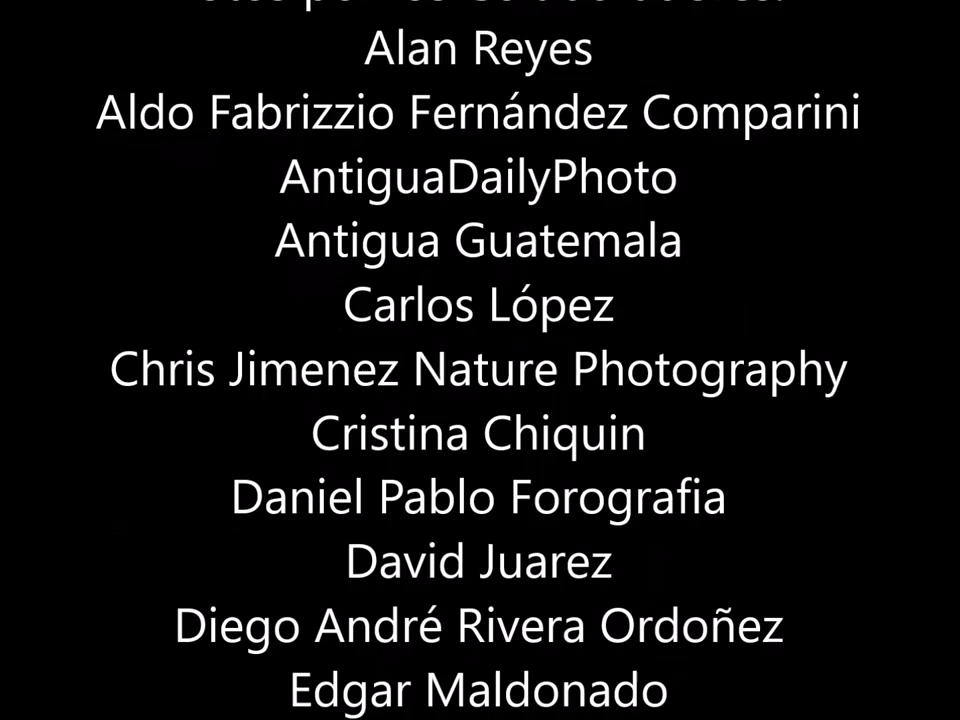 Alan Reyes
Aldo Fabrizzio Fernández Comparini
AntiguaDailyPhoto
Antigua Guatemala
Carlos López
Chris Jimenez Nature Photography
Cristina Chiquin
Daniel Pablo Forografia
David Juarez
Diego André Rivera Ordoñez
Edgar Maldonado